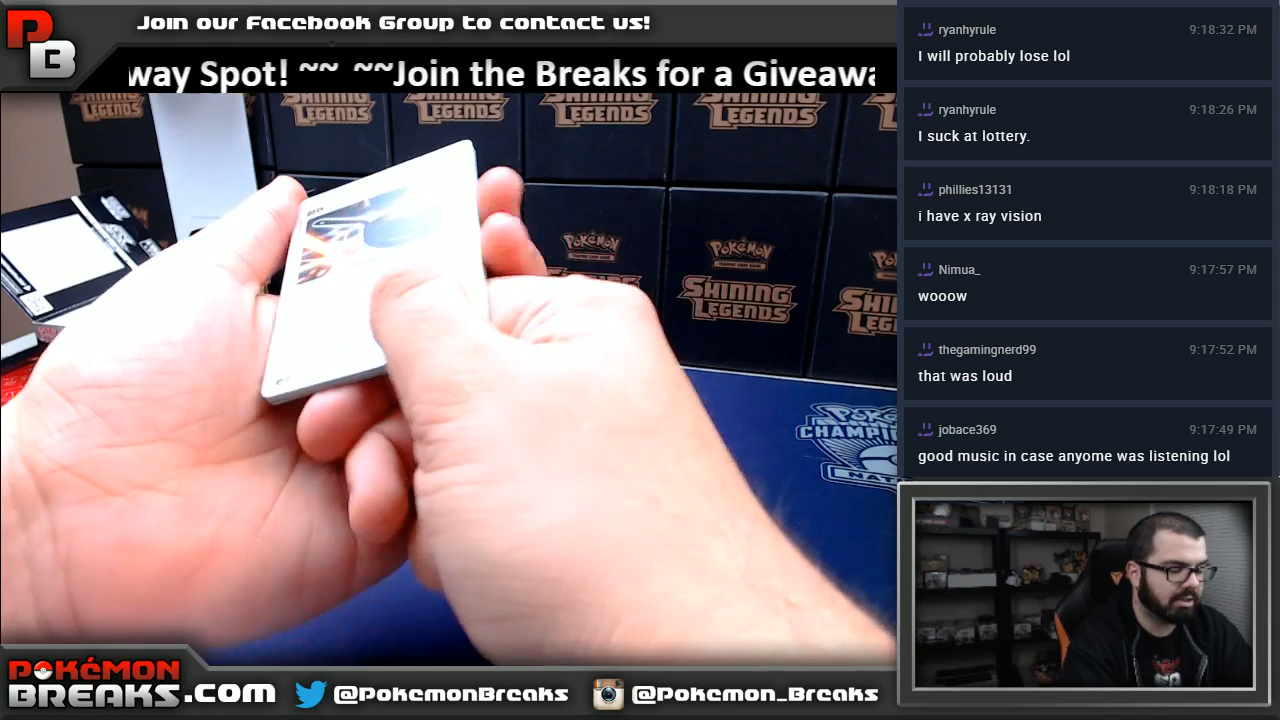 PB
Join our Facebook Group to contact us!
way Spot! ~~ ~~Join the Breaks for a Giveawa
SHINING
LEGENDS
LEGENDS
SHINING
LEGENDS
SHINING
LEGENDS
POKéMON
POKéMON
SHINING
LEGENDS
SHINING
LEG
CHAMPI
NAT
ryanhyrule 9:18:32 PM
I will probably lose lol
ryanhyrule 9:18:26 PM
I suck at lottery.
phillies13131 9:18:18 PM
i have x ray vision
Nimua_ 9:17:57 PM
wooow
thegamingnerd99 9:17:52 PM
that was loud
jobace369 9:17:49 PM
good music in case anyome was listening lol
POKéMON
BREAKS.com
@PokemonBreaks
@Pokemon_Breaks